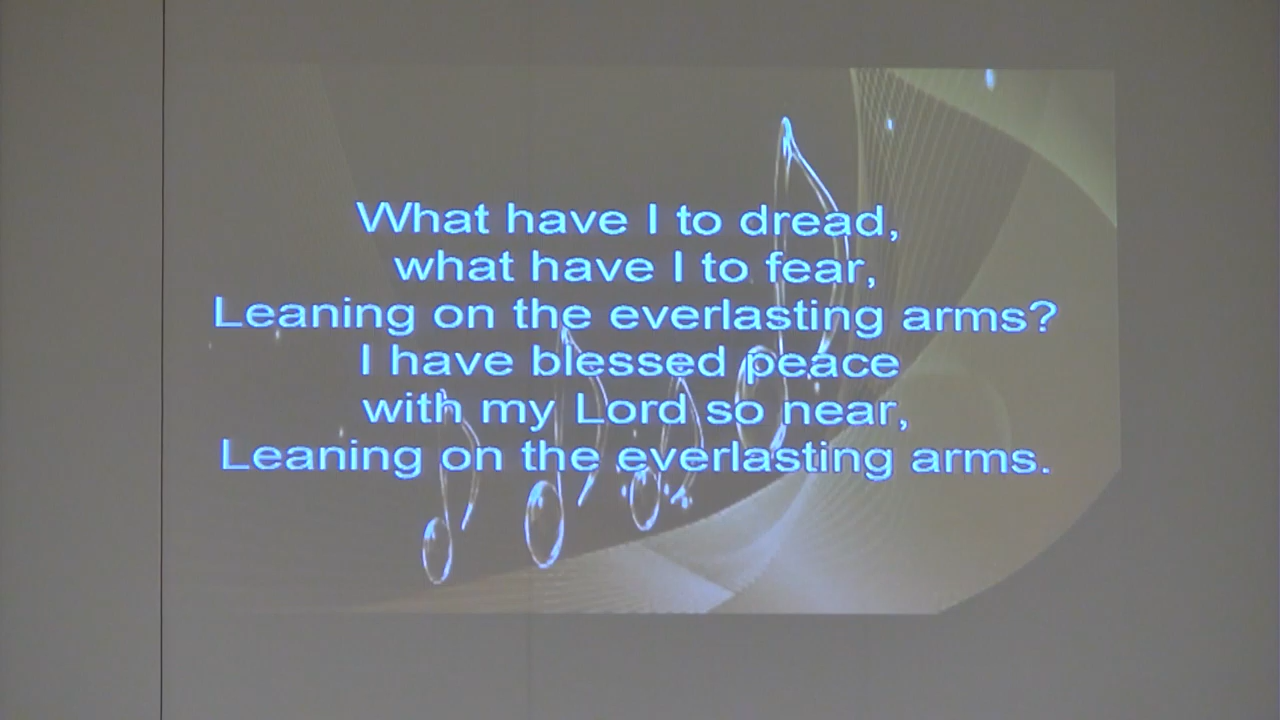 What have I to dread,
what have I to fear,
Leaning on the everlasting arms?
I have blessed peace
with my Lord so near,
Leaning on the everlasting arms.